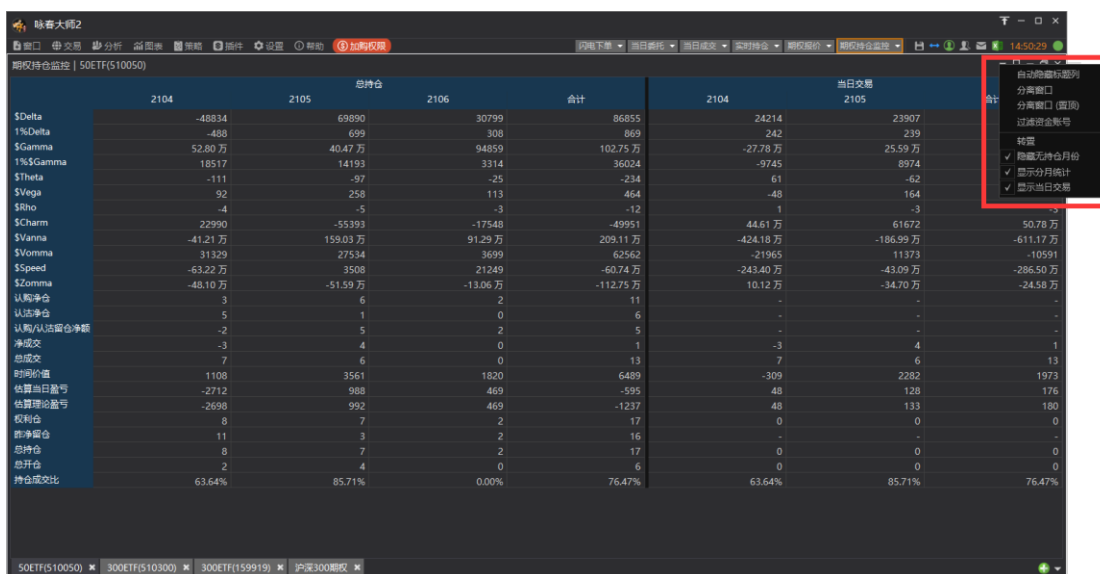 咏春大师2
窗口 交易 分析 图表 策略 插件 设置 帮助 加购权限 闪电下单 当日委托 当日成交 实时持仓 期权报价 期权持仓监控 14:50:29
期权持仓监控 | 50ETF(510050)
总持仓 当日交易
2104 2105 2106 合计 2104 2105
$Delta -48834 69890 30799 86855 24214 23907
1%Delta -488 699 308 869 242 239
$Gamma 52.80 万 40.47 万 94859 102.75 万 -27.78 万 25.59 万
1%$Gamma 18517 14193 3314 36024 -9745 8974
$Theta -111 -97 -25 -234 61 -62
$Vega 92 258 113 464 -48 164
$Rho -4 -5 -3 -12 1 -3 -3
$Charm 22990 -55393 -17548 -49951 44.61 万 61672 50.78 万
$Vanna -41.21 万 159.03 万 91.29 万 209.11 万 -424.18 万 -186.99 万 -611.17 万
$Vomma 31329 27534 3699 62562 -21965 11373 -10591
$Speed -63.22 万 3508 21249 -60.74 万 -243.40 万 -43.09 万 -286.50 万
$Zomma -48.10 万 -51.59 万 -13.06 万 -112.75 万 10.12 万 -34.70 万 -24.58 万
认购净仓 3 6 2 11 - - -
认沽净仓 5 1 0 6 - - -
认购/认沽留仓净额 -2 5 2 5 - - -
净成交 -3 4 0 1 -3 4 1
总成交 7 6 0 13 7 6 13
时间价值 1108 3561 1820 6489 -309 2282 1973
估算当日盈亏 -2712 988 469 -595 48 128 176
估算理论盈亏 -2698 992 469 -1237 48 133 180
权利仓 8 7 2 17 0 0 0
昨净留仓 11 3 2 16 - - -
总持仓 8 7 2 17 0 0 0
总开仓 2 4 0 6 0 0 0
持仓成交比 63.64% 85.71% 0.00% 76.47% 63.64% 85.71% 76.47%
自动隐藏标题列
分离窗口
分离窗口 (置顶)
过滤资金账号
转置
✓ 隐藏无持仓月份
✓ 显示分月统计
✓ 显示当日交易
50ETF(510050) 300ETF(510300) 300ETF(159919) 沪深300期权